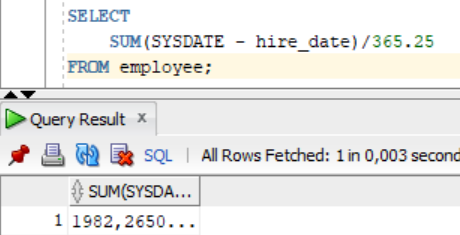 SELECT
SUM(SYSDATE - hire_date)/365.25
FROM employee;
Query Result x
SQL | All Rows Fetched: 1 in 0,003 second
SUM(SYSDA...
1 1982,2650...